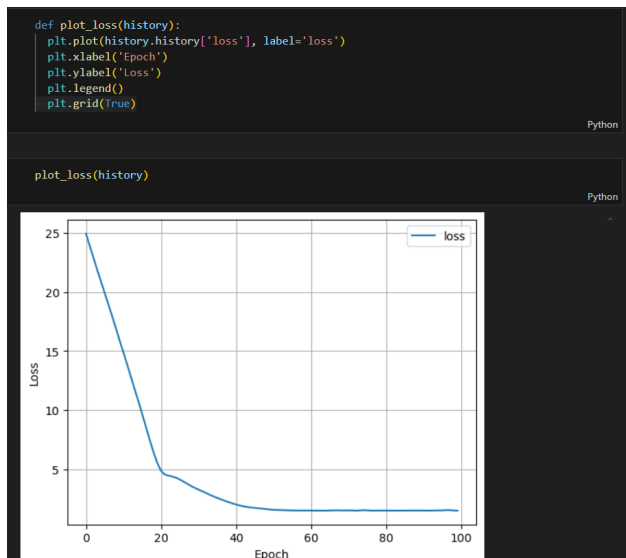 def plot_loss(history):
  plt.plot(history.history['loss'], label='loss')
  plt.xlabel('Epoch')
  plt.ylabel('Loss')
  plt.legend()
  plt.grid(True)
Python
plot_loss(history)
Python
loss
25
20
15
10
5
Loss
0 20 40 60 80 100
Epoch